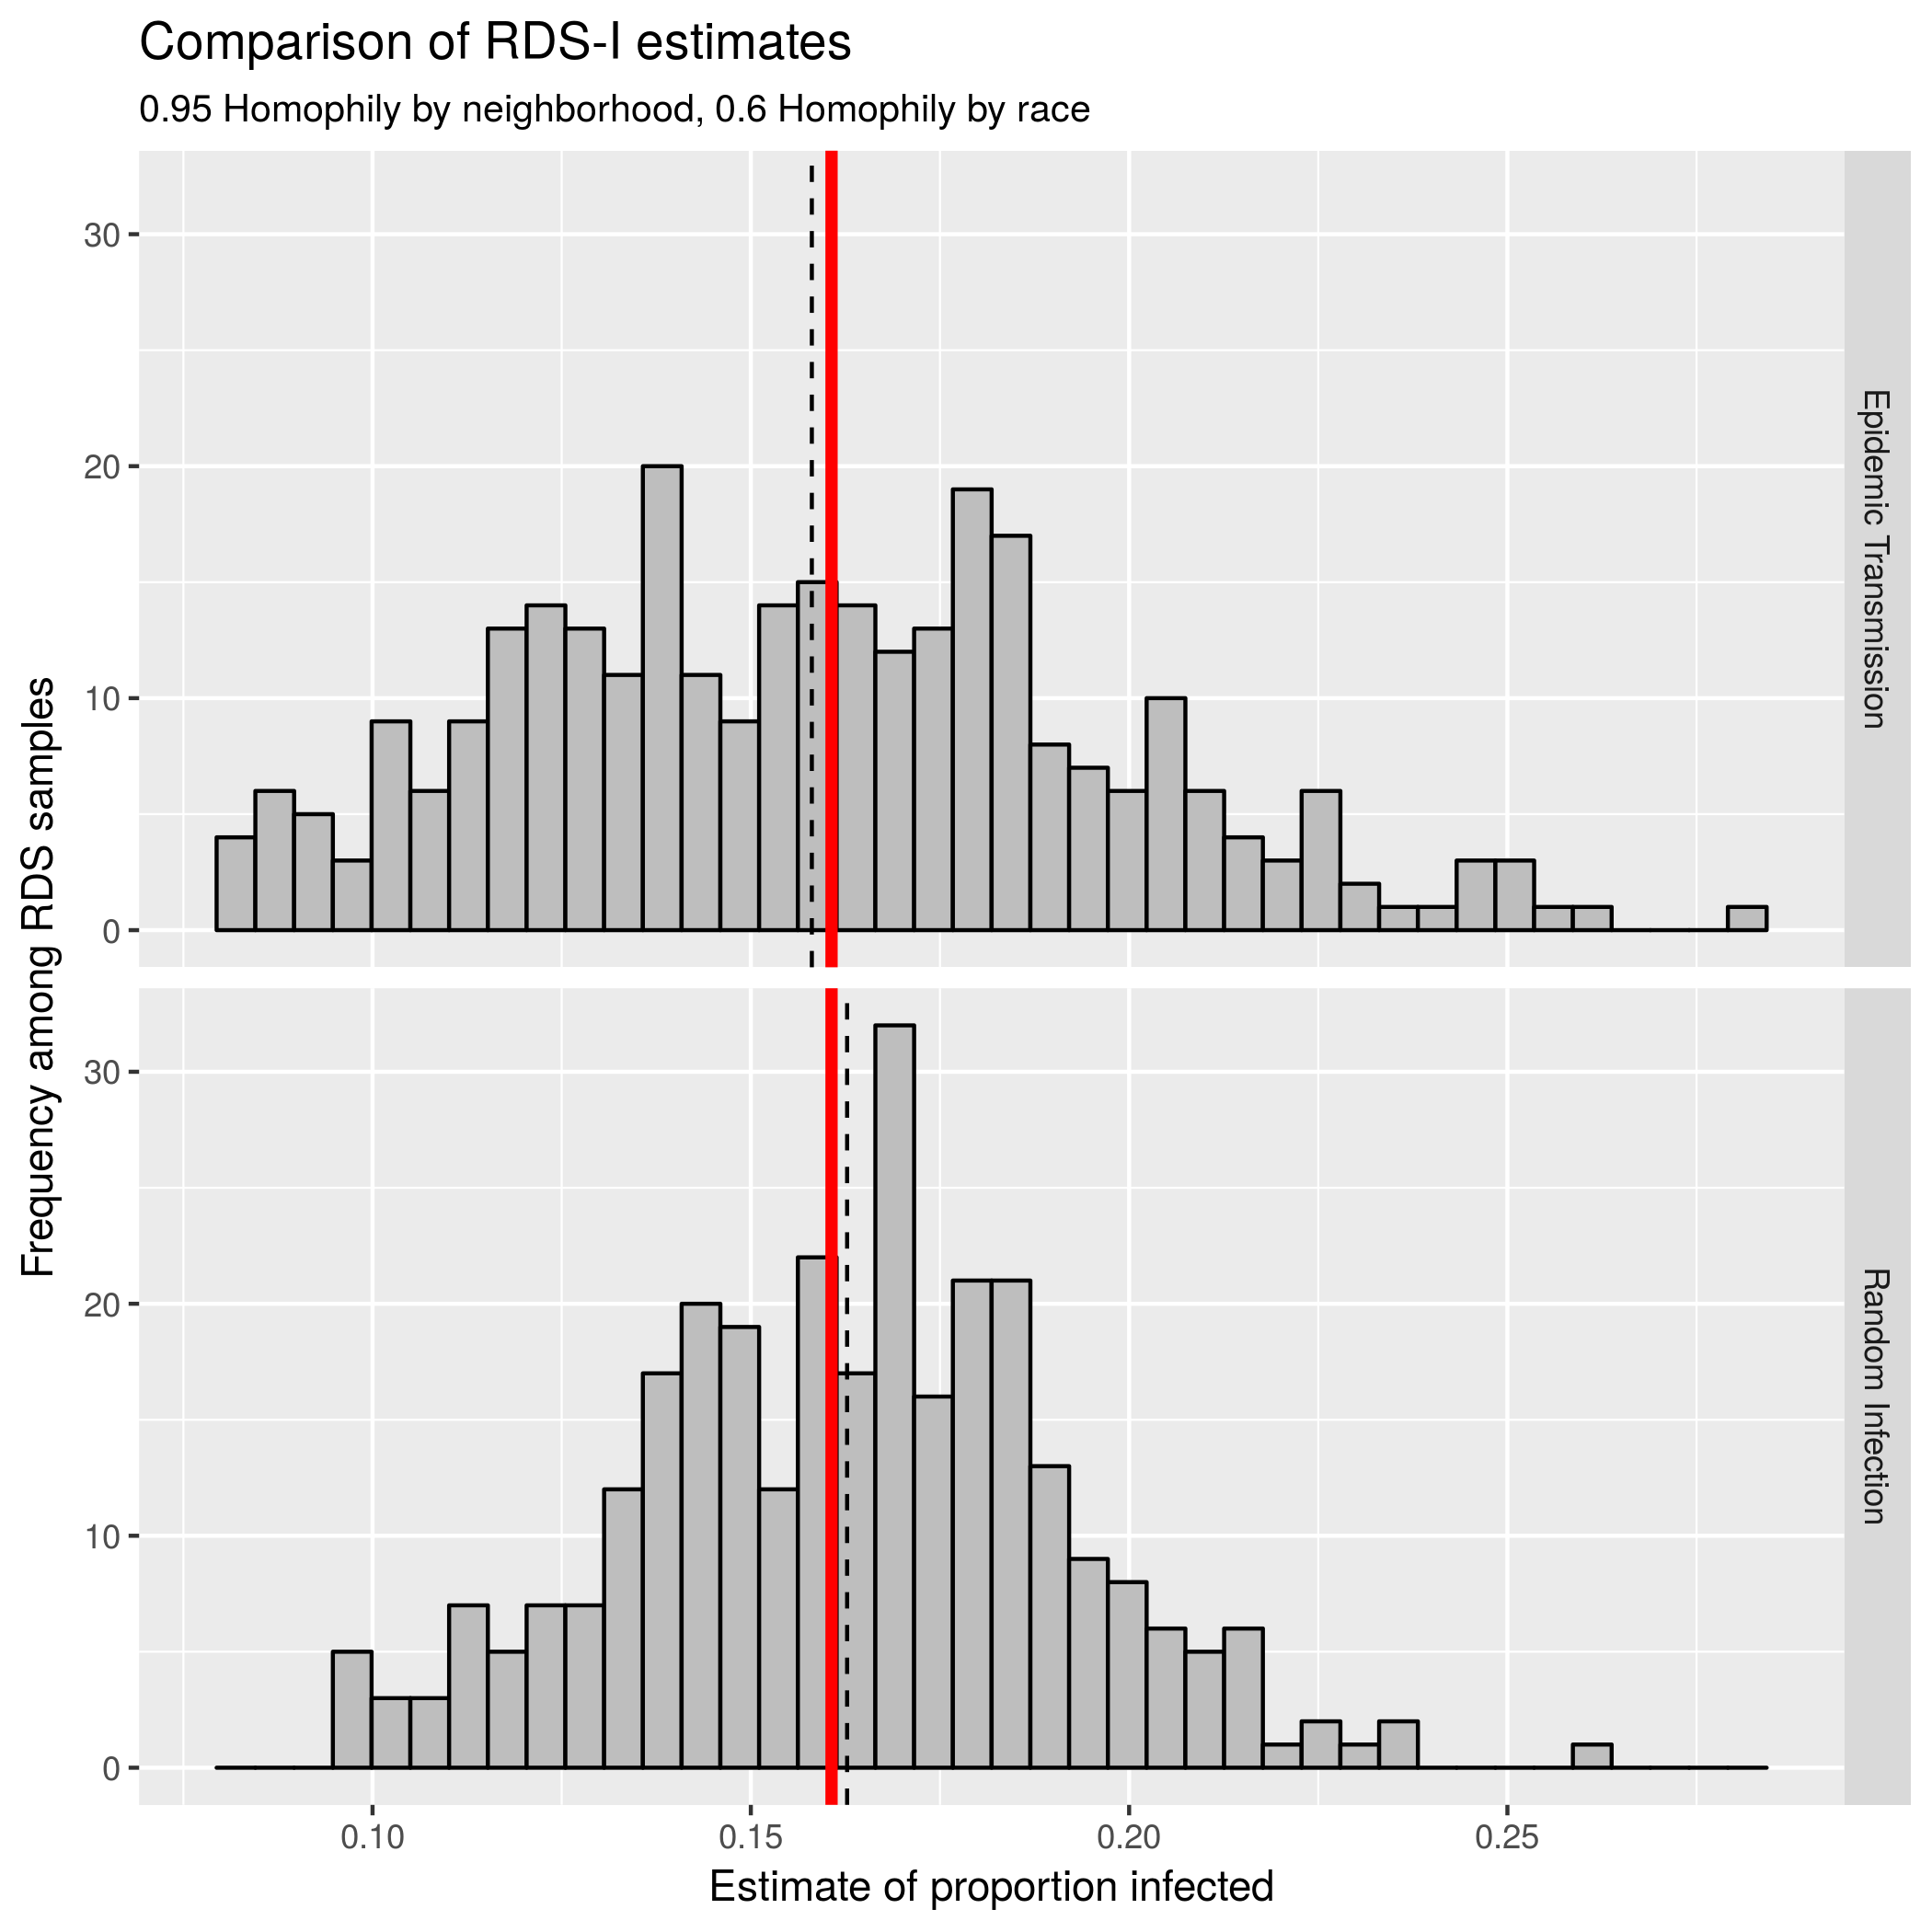 Comparison of RDS-I estimates
0.95 Homophily by neighborhood, 0.6 Homophily by race
Frequency among RDS samples
30
20
10
0
Epidemic Transmission
30
20
10
0
Random Infection
0.10 0.15 0.20 0.25
Estimate of proportion infected